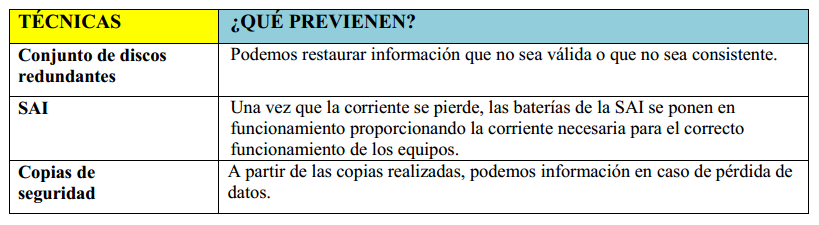 TÉCNICAS ¿QUÉ PREVIENEN?
Conjunto de discos Podemos restaurar información que no sea válida o que no sea consistente.
redundantes
SAI Una vez que la corriente se pierde, las baterías de la SAI se ponen en
funcionamiento proporcionando la corriente necesaria para el correcto
funcionamiento de los equipos.
Copias de A partir de las copias realizadas, podemos información en caso de pérdida de
seguridad datos.